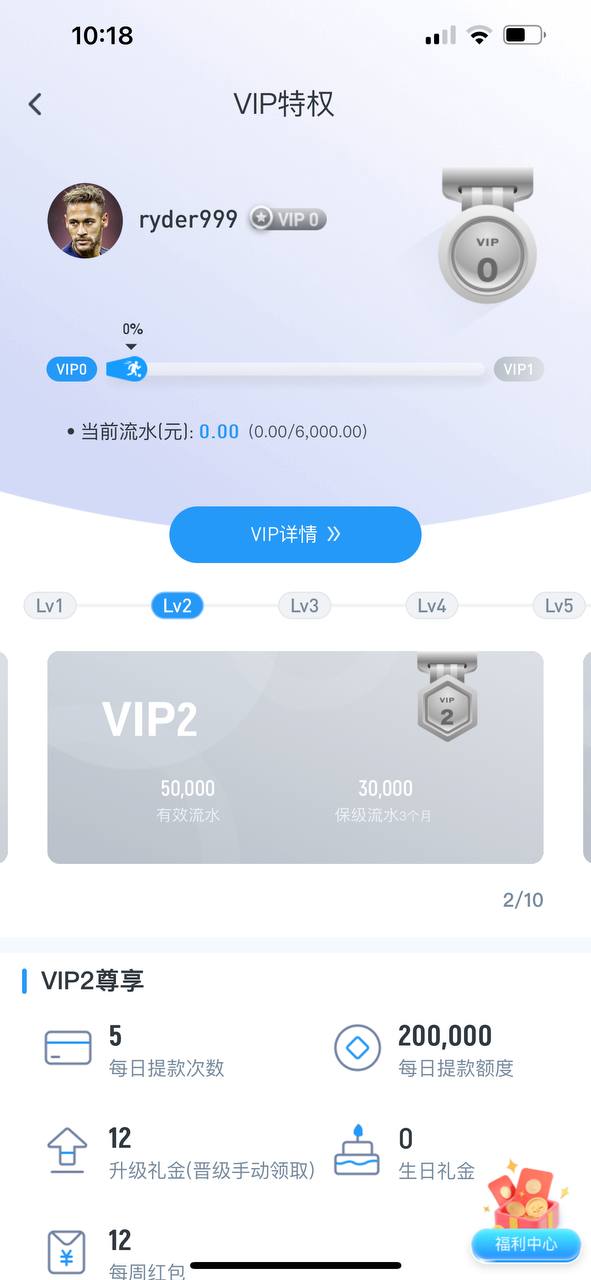 10:18
VIP特权
ryder999 VIP 0
VIP
0
0%
VIP0 VIP1
当前流水(元): 0.00 (0.00/6,000.00)
VIP详情 »
Lv1 Lv2 Lv3 Lv4 Lv5
VIP2
VIP
2
50,000 30,000
有效流水 保级流水3个月
2/10
VIP2尊享
5 200,000
每日提款次数 每日提款额度
12 0
升级礼金(晋级手动领取) 生日礼金
12
每周红包
福利中心